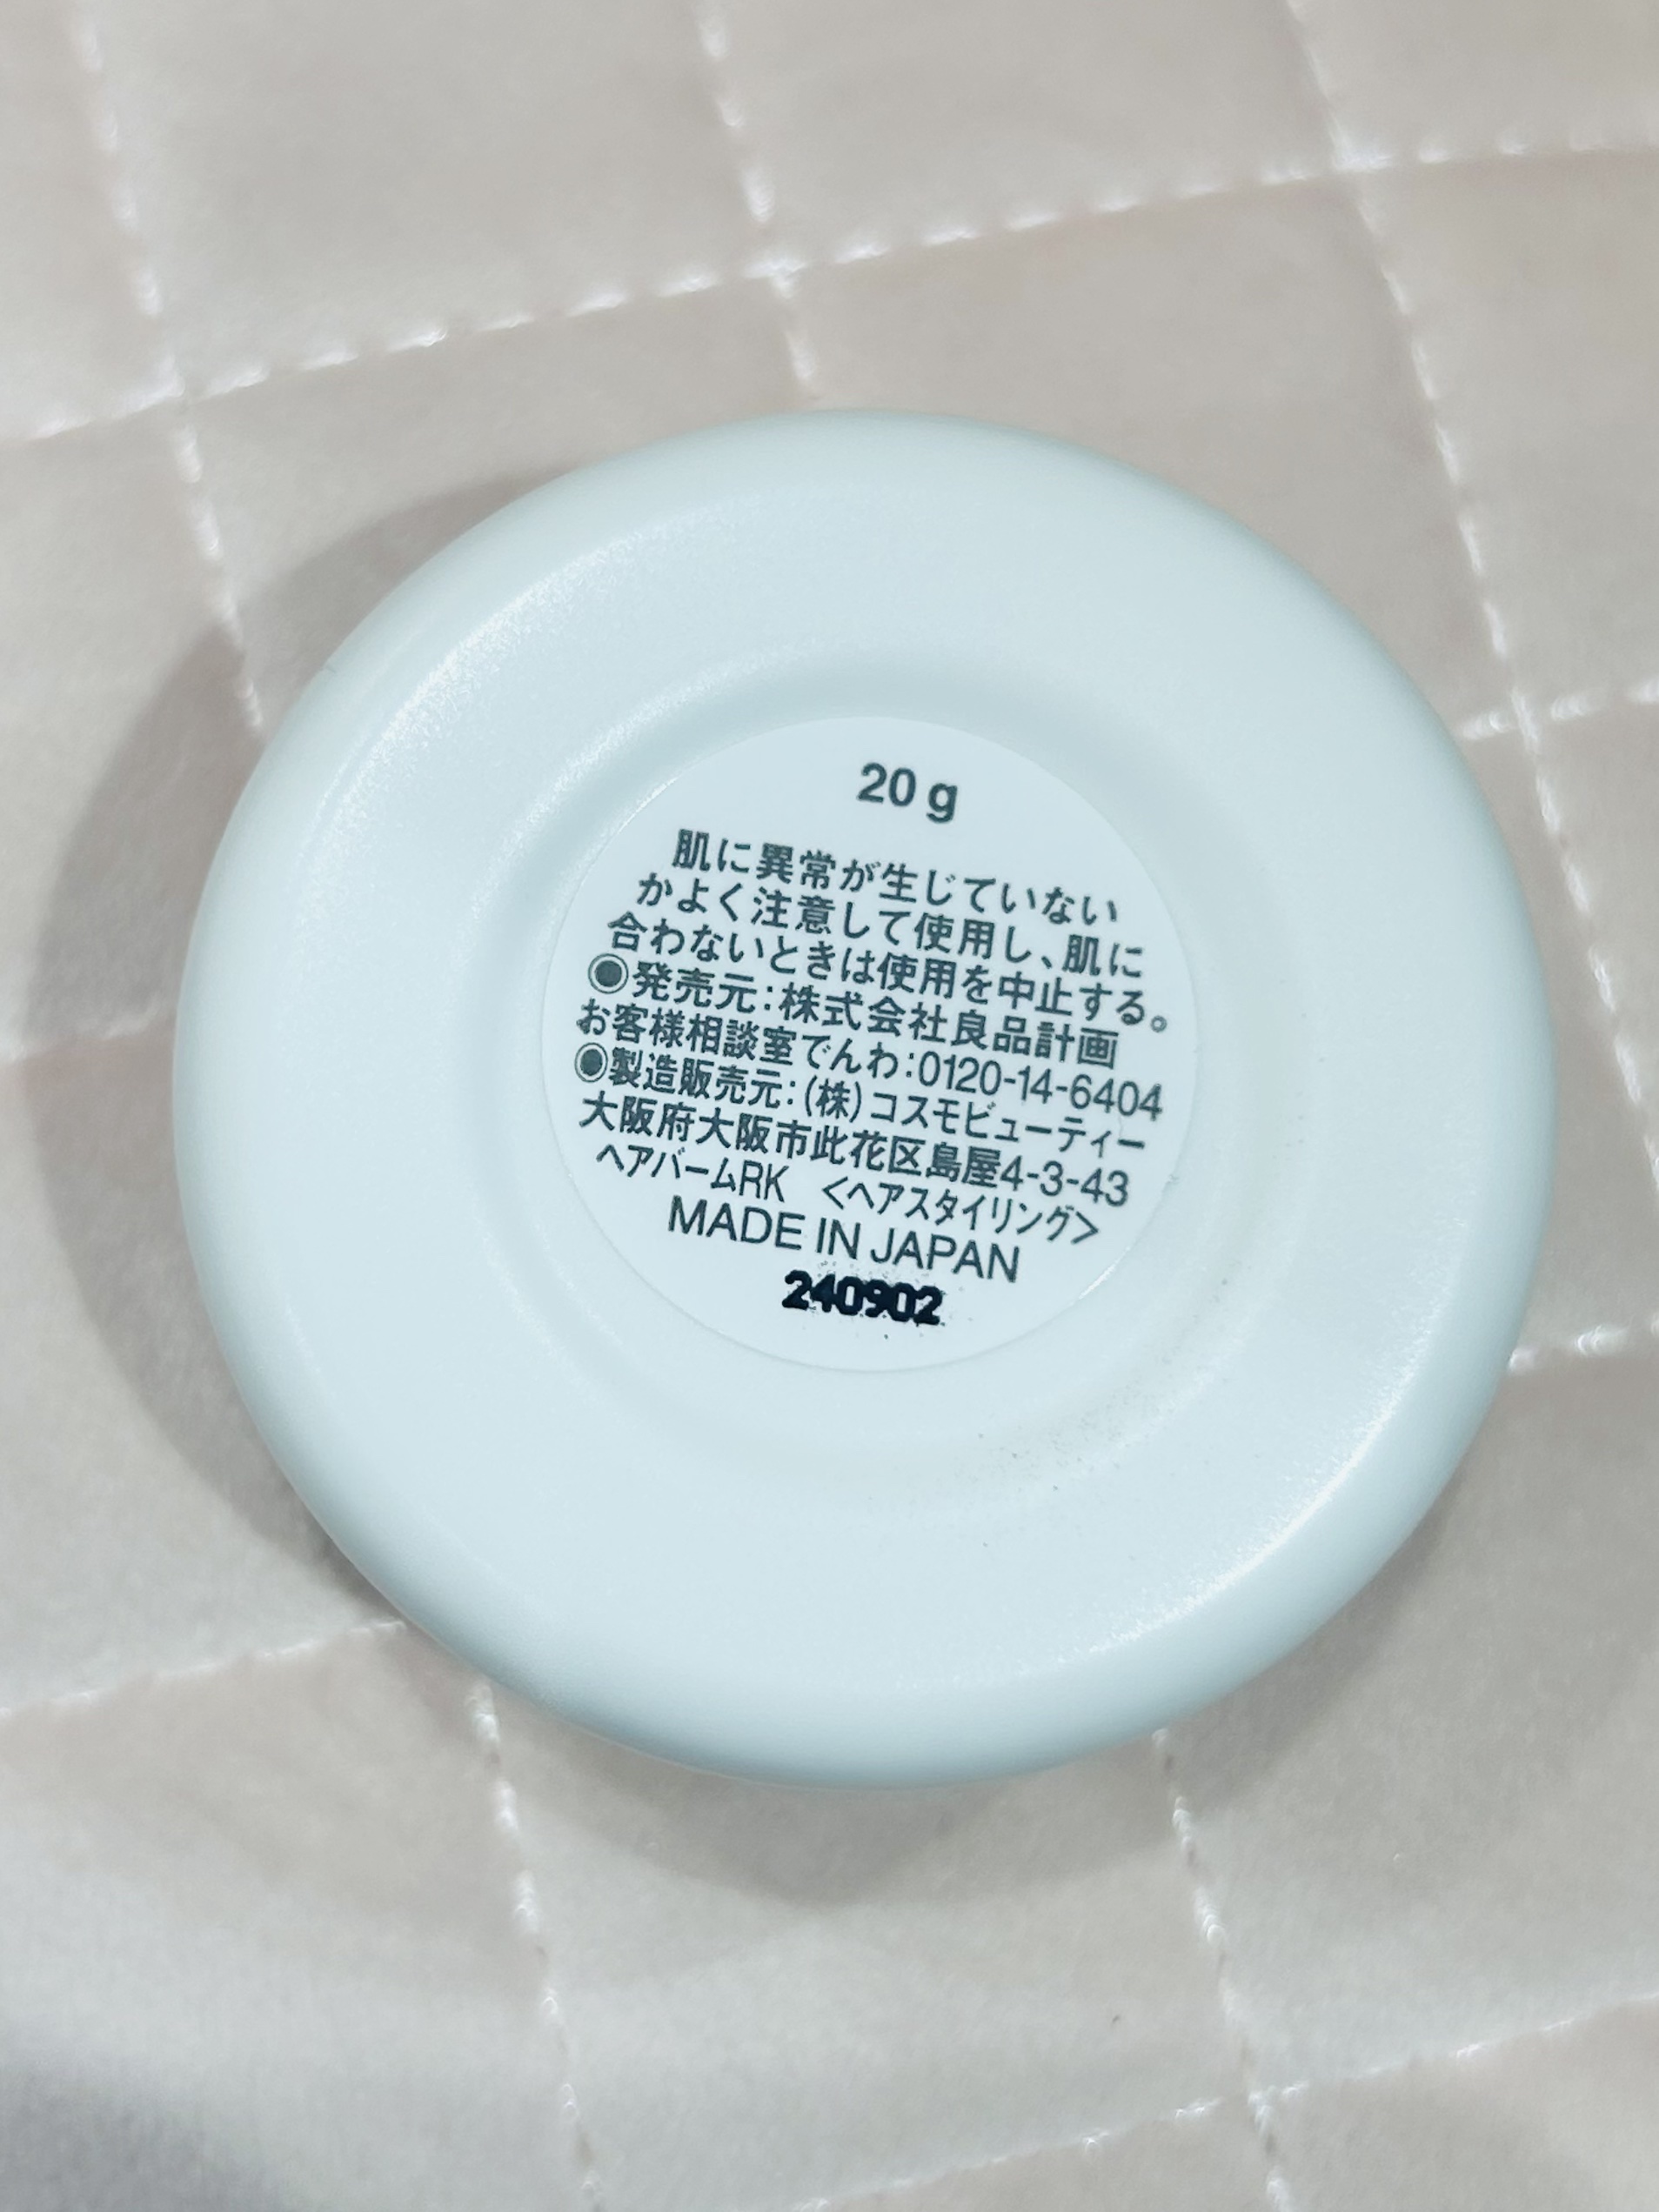 20 g
肌に異常が生じていない
かよく注意して使用し、肌に
合わないときは使用を中止する。
◉発売元:株式会社良品計画
お客様相談室でんわ:0120-14-6404
◉製造販売元:(株)コスモビューティー
大阪府大阪市此花区島屋4-3-43
ヘアバームRK <ヘアスタイリング>
MADE IN JAPAN
240902